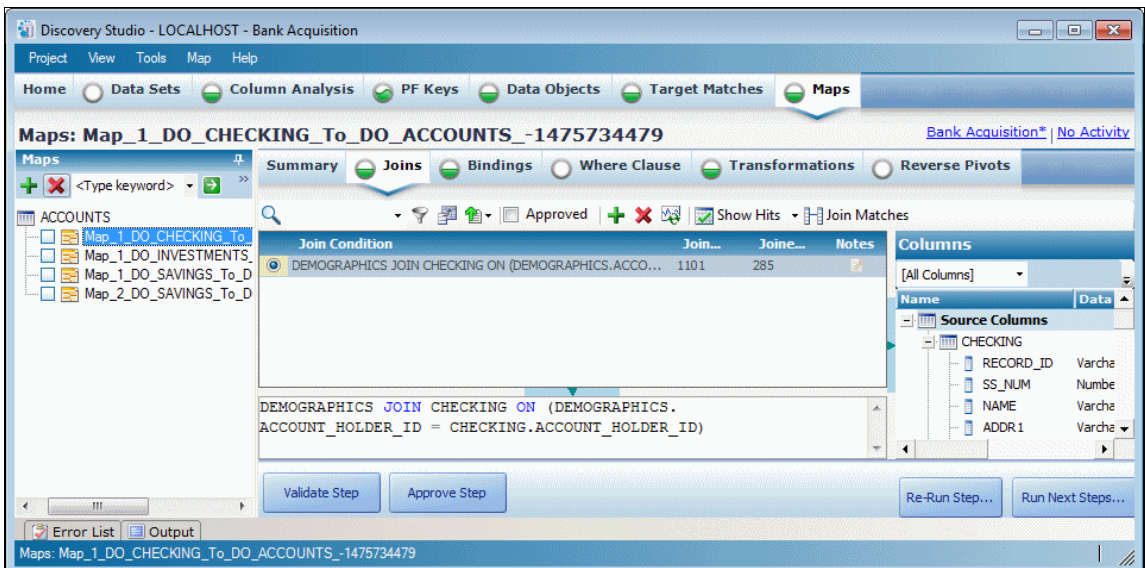 Discovery Studio - LOCALHOST - Bank Acquisition
Project View Tools Map Help
Home Data Sets Column Analysis PF Keys Data Objects Target Matches Maps
Maps: Map_1_DO_CHECKING_To_DO_ACCOUNTS_-1475734479
Bank Acquisition* | No Activity
Maps
<Type keyword>
ACCOUNTS
Map_1_DO_CHECKING_To_
Map_1_DO_INVESTMENTS_
Map_1_DO_SAVINGS_To_D
Map_2_DO_SAVINGS_To_D
Summary Joins Bindings Where Clause Transformations Reverse Pivots
Approved Show Hits Join Matches
Join Condition Join... Joine... Notes
DEMOGRAPHICS JOIN CHECKING ON (DEMOGRAPHICS.ACCO... 1101 285
DEMOGRAPHICS JOIN CHECKING ON (DEMOGRAPHICS.
ACCOUNT_HOLDER_ID = CHECKING.ACCOUNT_HOLDER_ID)
Columns
[All Columns]
Name Data
Source Columns
CHECKING
RECORD_ID Varcha
SS_NUM Numbe
NAME Varcha
ADDR1 Varcha
Validate Step Approve Step Re-Run Step... Run Next Steps...
Error List Output
Maps: Map_1_DO_CHECKING_To_DO_ACCOUNTS_-1475734479